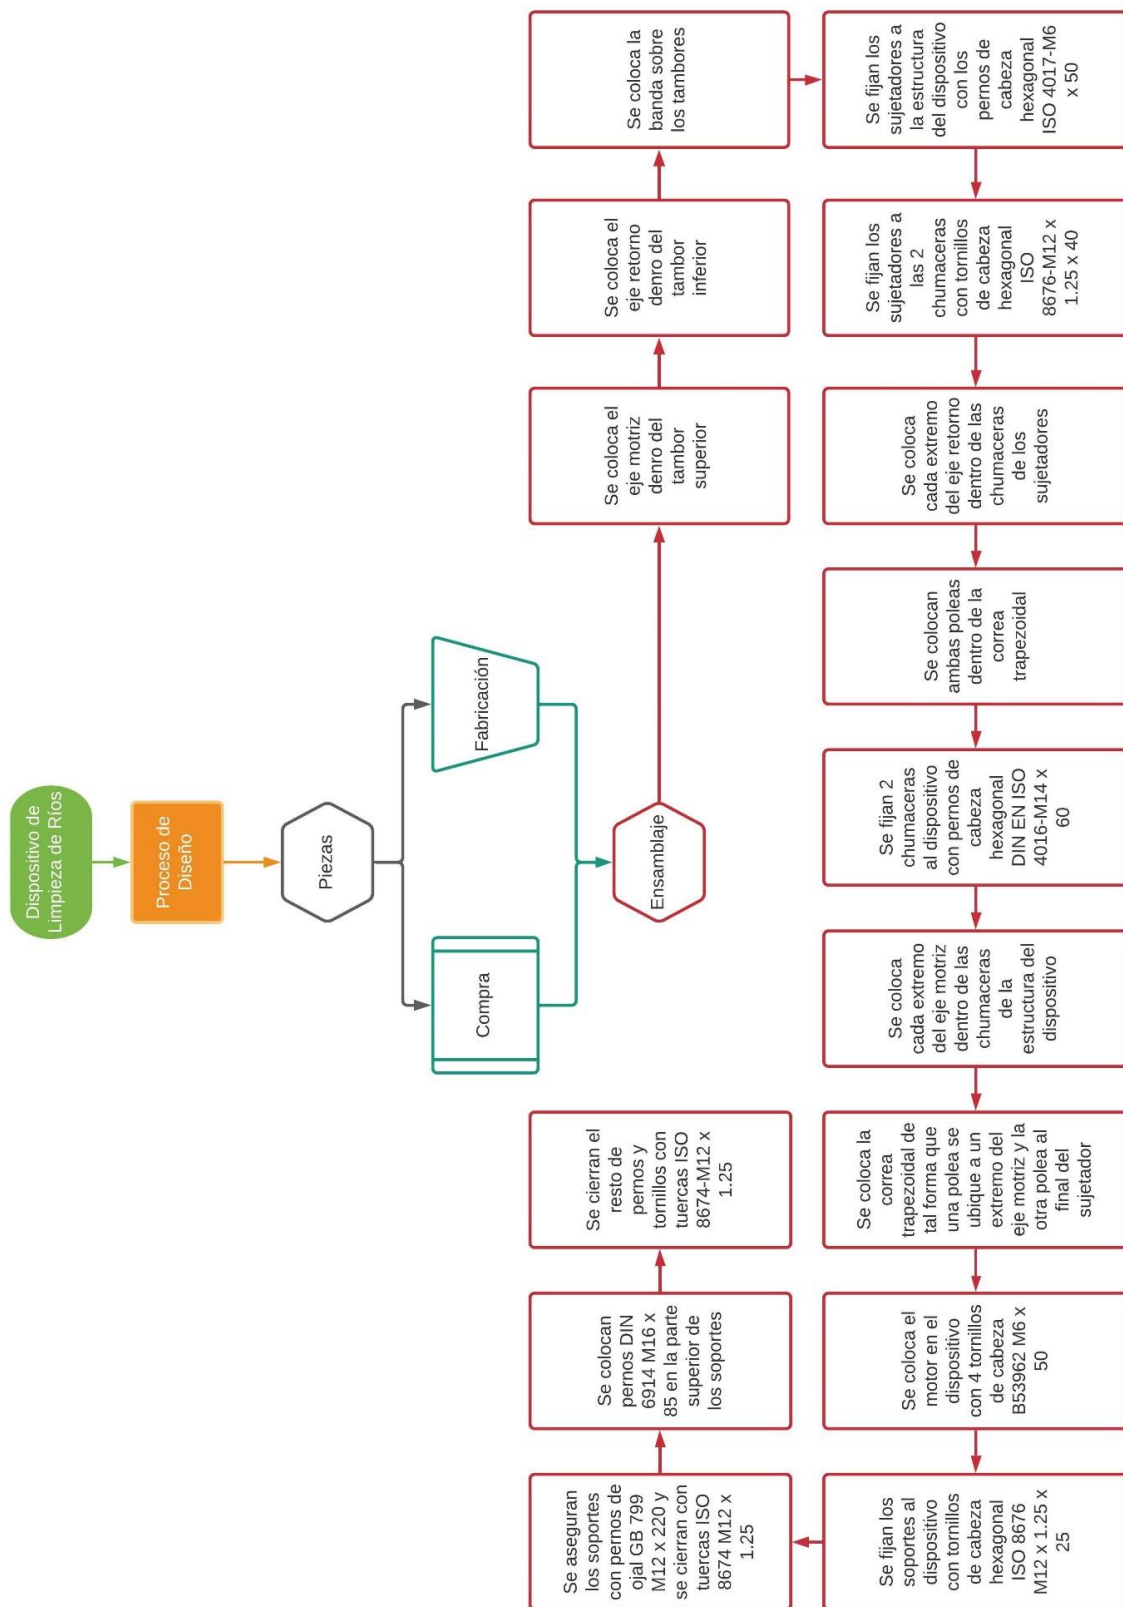 Dispositivo de
Limpieza de Ríos
Proceso de
Diseño
Piezas
Compra
Fabricación
Ensamblaje
Se coloca el
eje motriz
denro del
tambor
superior
Se coloca el
eje retorno
denro del
tambor
inferior
Se coloca la
banda sobre
los tambores
Se fijan los
sujetadores a
la estructura
del dispositivo
con los
pernos de
cabeza
hexagonal
ISO 4017-M6
x 50
Se fijan los
sujetadores a
las 2
chumaceras
con tornillos
de cabeza
hexagonal
ISO
8676-M12 x
1.25 x 40
Se coloca
cada extremo
del eje retorno
dentro de las
chumaceras
de los
sujetadores
Se colocan
ambas poleas
dentro de la
correa
trapezoidal
Se fijan 2
chumaceras
al dispositivo
con pernos de
cabeza
hexagonal
DIN EN ISO
4016-M14 x
60
Se coloca
cada extremo
del eje motriz
dentro de las
chumaceras
de la
estructura del
dispositivo
Se coloca la
correa
trapezoidal de
tal forma que
una polea se
ubique a un
extremo del
eje motriz y la
otra polea al
final del
sujetador
Se coloca el
motor en el
dispositivo
con 4 tornillos
de cabeza
B53962 M6 x
50
Se fijan los
soportes al
dispositivo
con tornillos
de cabeza
hexagonal
ISO 8676
M12 x 1.25 x
25
Se aseguran
los soportes
con pernos de
ojal GB 799
M12 x 220 y
se cierran con
tuercas ISO
8674 M12 x
1.25
Se colocan
pernos DIN
6914 M16 x
85 en la parte
superior de
los soportes
Se cierran el
resto de
pernos y
tornillos con
tuercas ISO
8674-M12 x
1.25